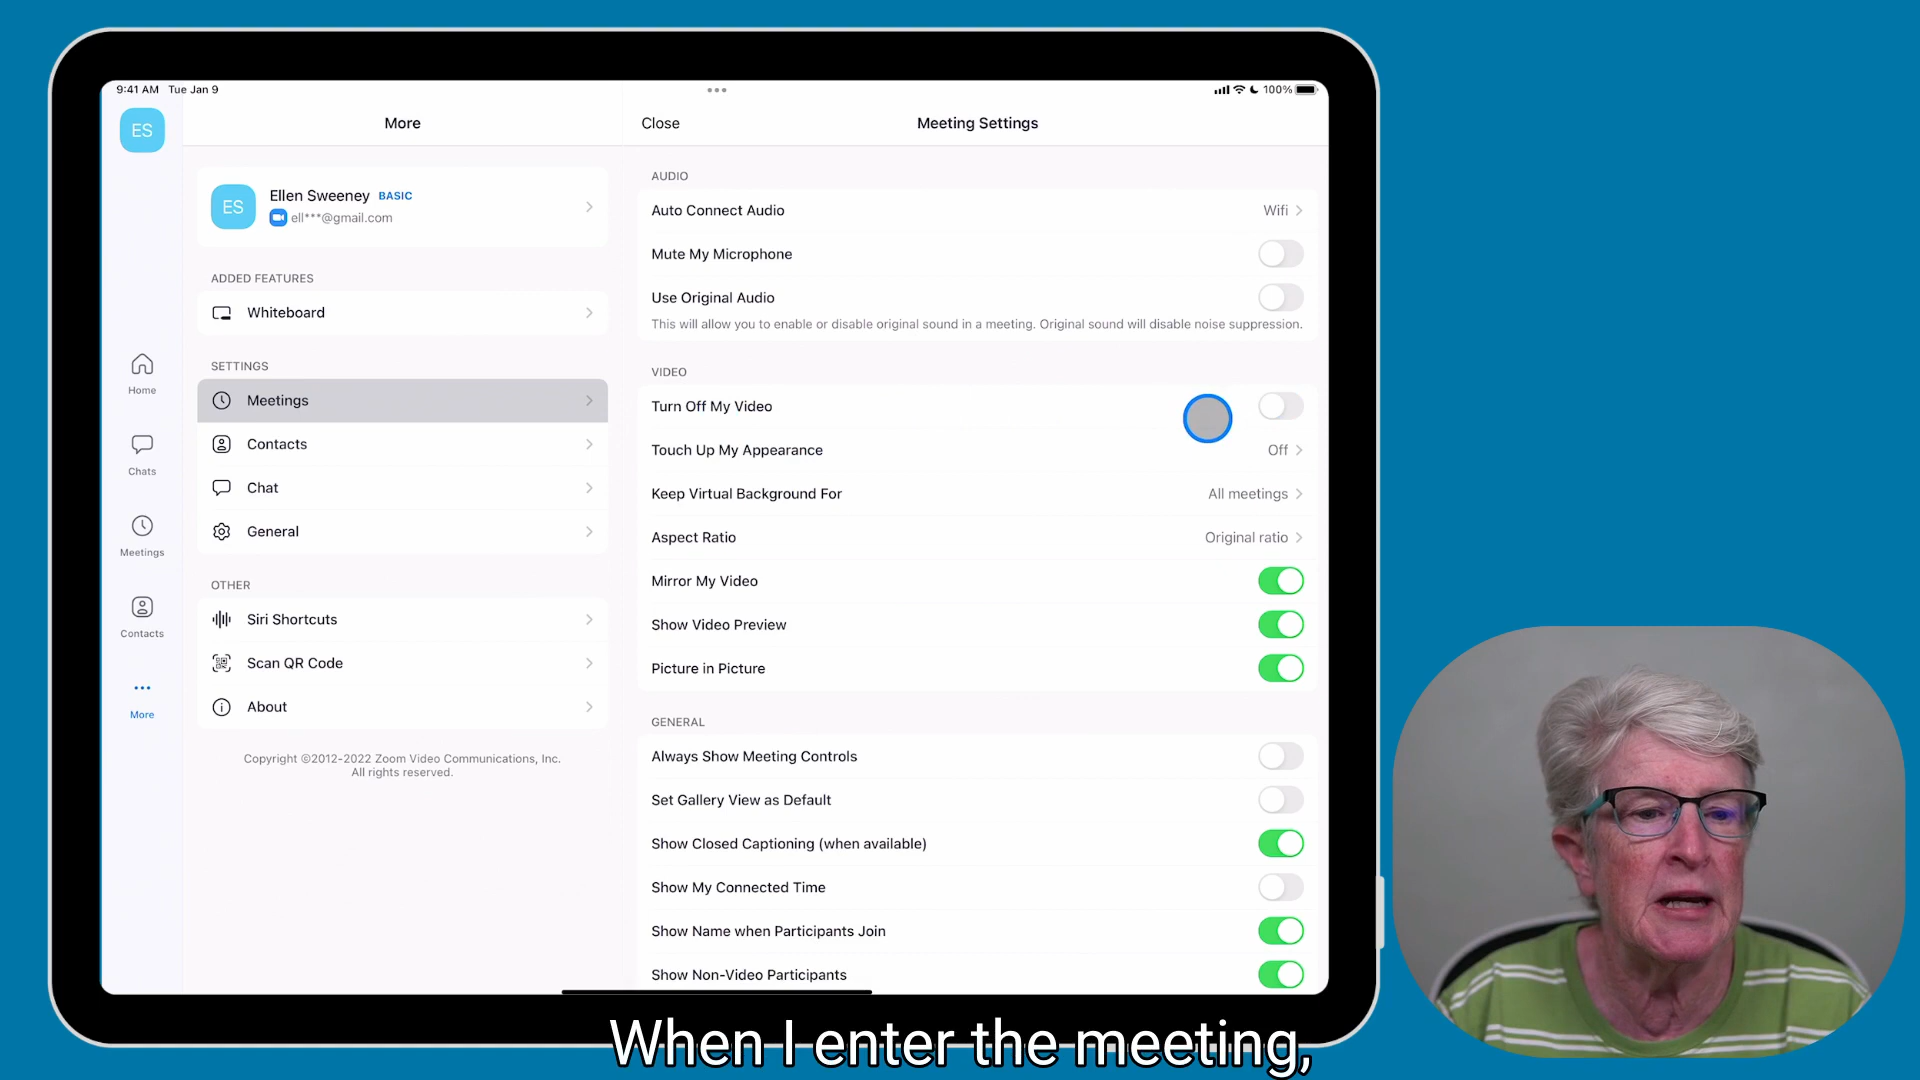 9:41 AM Tue Jan 9
100%
ES
More
Close
Meeting Settings
ES
Ellen Sweeney BASIC
ell***@gmail.com
ADDED FEATURES
Whiteboard
SETTINGS
Meetings
Contacts
Chat
General
OTHER
Siri Shortcuts
Scan QR Code
About
Copyright ©2012-2022 Zoom Video Communications, Inc.
All rights reserved.
Home
Chats
Meetings
Contacts
More
AUDIO
Auto Connect Audio Wifi
Mute My Microphone
Use Original Audio
This will allow you to enable or disable original sound in a meeting. Original sound will disable noise suppression.
VIDEO
Turn Off My Video
Touch Up My Appearance Off
Keep Virtual Background For All meetings
Aspect Ratio Original ratio
Mirror My Video
Show Video Preview
Picture in Picture
GENERAL
Always Show Meeting Controls
Set Gallery View as Default
Show Closed Captioning (when available)
Show My Connected Time
Show Name when Participants Join
Show Non-Video Participants
When I enter the meeting,